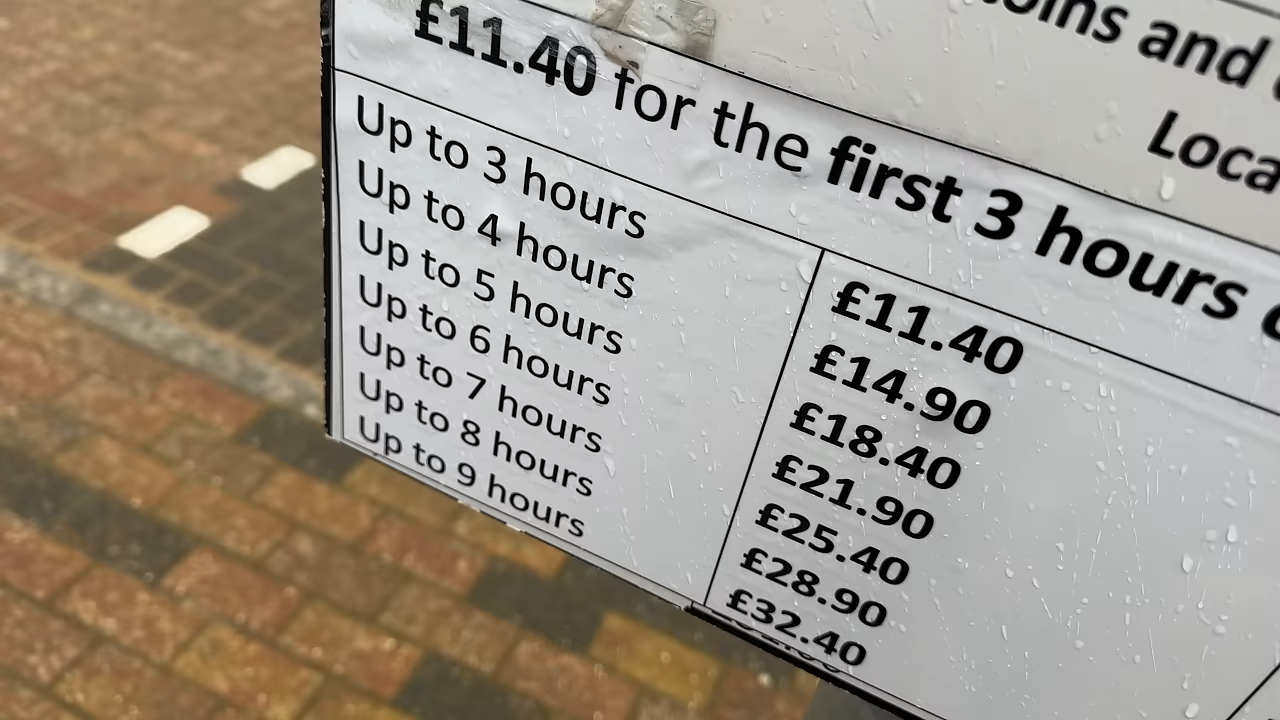 coins and
Loca
£11.40 for the first 3 hours
Up to 3 hours £11.40
Up to 4 hours £14.90
Up to 5 hours £18.40
Up to 6 hours £21.90
Up to 7 hours £25.40
Up to 8 hours £28.90
Up to 9 hours £32.40